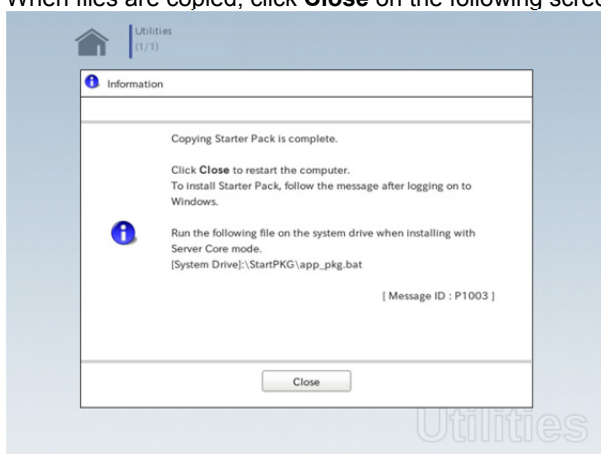 When files are copied, click Close on the following
Utilities
(1/1)
Information
Copying Starter Pack is complete.
Click Close to restart the computer.
To install Starter Pack, follow the message after logging on to
Windows.
Run the following file on the system drive when installing with
Server Core mode.
[System Drive]:\StartPKG\app_pkg.bat
[ Message ID : P1003 ]
Close
Utilities